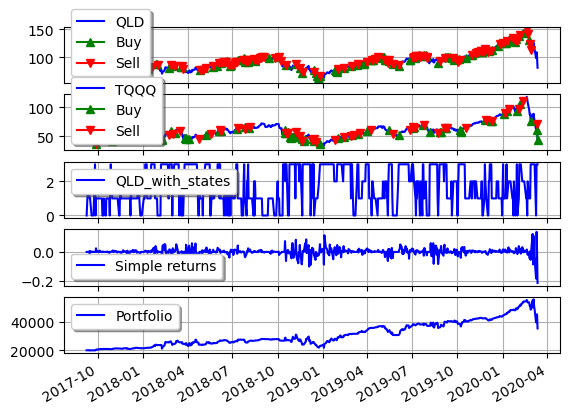 150
100
QLD
Buy
Sell
100
50
TQQQ
Buy
Sell
2
0
QLD_with_states
0.0
−0.2
Simple returns
40000
20000
Portfolio
2017-10
2018-01
2018-04
2018-07
2018-10
2019-01
2019-04
2019-07
2019-10
2020-01
2020-04